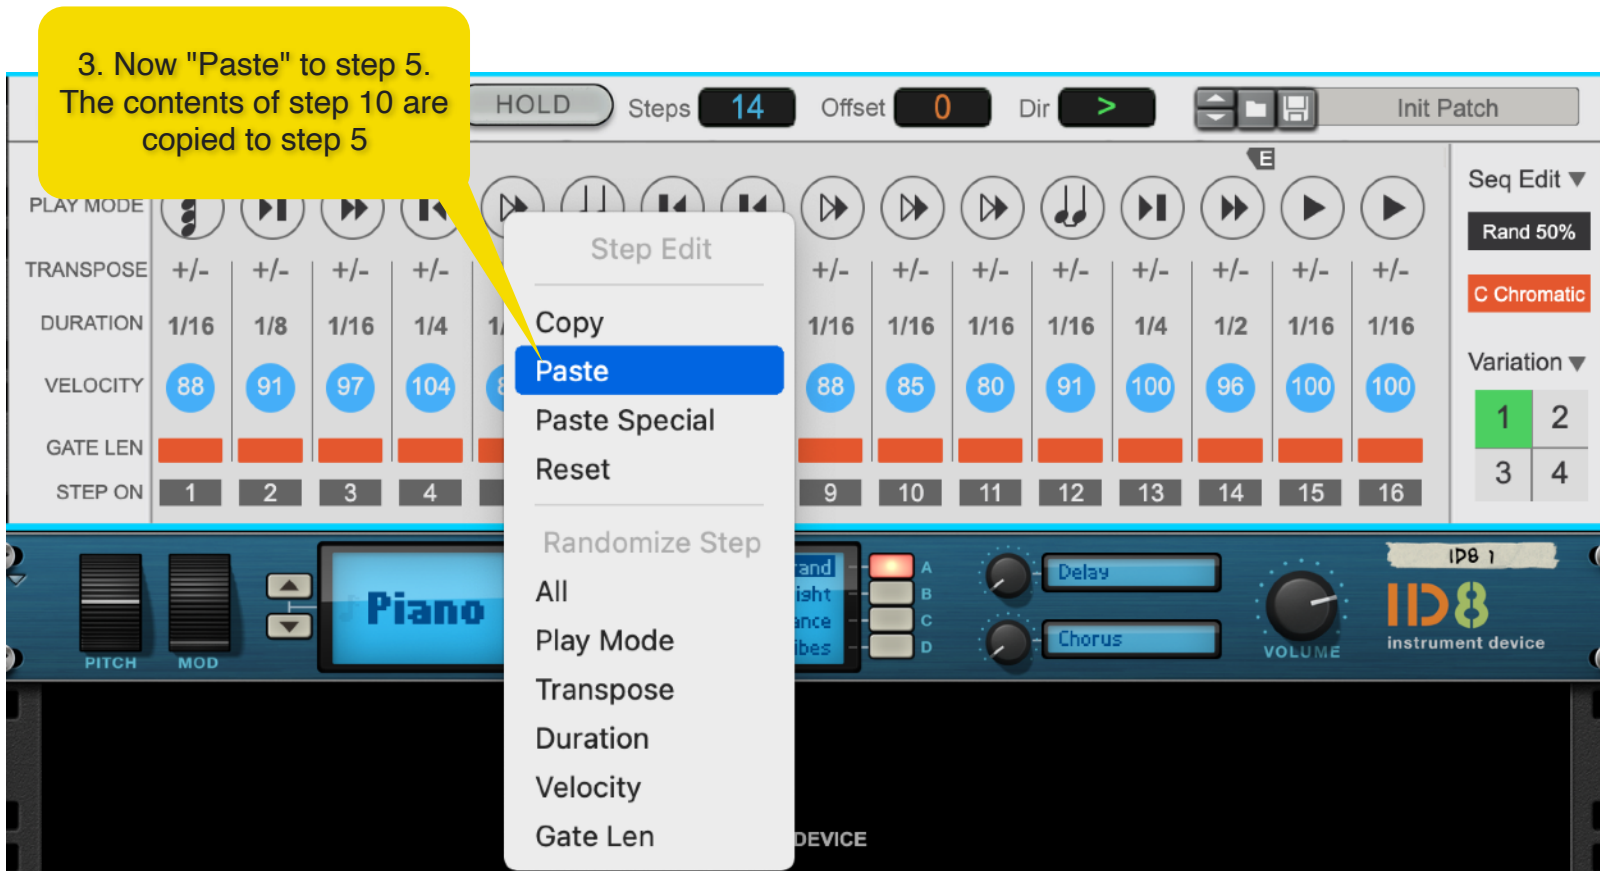 3. Now "Paste" to step 5.
The contents of step 10 are
copied to step 5
HOLD Steps 14 Offset 0 Dir > Init Patch
E
PLAY MODE
TRANSPOSE +/- +/- +/- +/- +/- +/- +/- +/- +/- +/- +/- +/-
DURATION 1/16 1/8 1/16 1/4 1/16 1/16 1/16 1/16 1/4 1/2 1/16 1/16
VELOCITY 88 91 97 104 88 85 80 91 100 96 100 100
GATE LEN
STEP ON 1 2 3 4 9 10 11 12 13 14 15 16
Seq Edit ▼
Rand 50%
C Chromatic
Variation ▼
1 2
3 4
Step Edit
Copy
Paste
Paste Special
Reset
Randomize Step
All
Play Mode
Transpose
Duration
Velocity
Gate Len
PITCH MOD
Piano
A
B
C
D
Delay
Chorus
VOLUME
ID8 1
ID8
instrument device
DEVICE